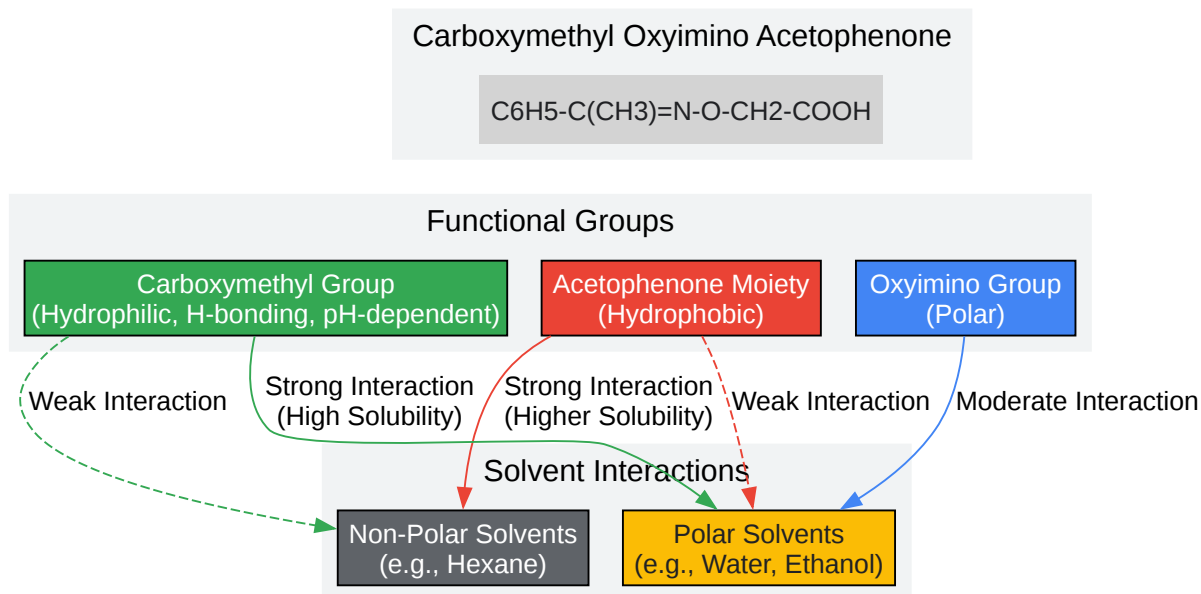 Carboxymethyl Oxyimino Acetophenone
C6H5-C(CH3)=N-O-CH2-COOH
Functional Groups
Carboxymethyl Group
(Hydrophilic, H-bonding, pH-dependent)
Acetophenone Moiety
(Hydrophobic)
Oxyimino Group
(Polar)
Weak Interaction
Strong Interaction
(High Solubility)
Strong Interaction
(Higher Solubility)
Weak Interaction
Moderate Interaction
Solvent Interactions
Non-Polar Solvents
(e.g., Hexane)
Polar Solvents
(e.g., Water, Ethanol)